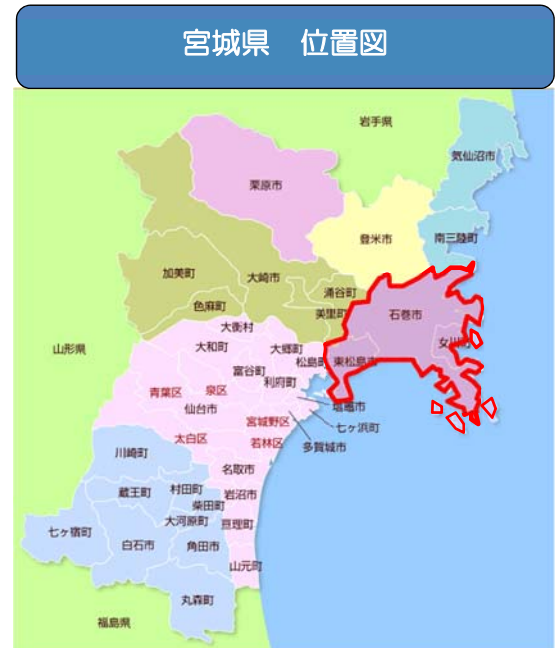 宮城県 位置図
岩手県
気仙沼市
栗原市
登米市
南三陸町
加美町
大崎市
涌谷町
色麻町
美里町
石巻市
大衡村
女川町
山形県
大和町
大郷町
松島町
東松島市
富谷町
利府町
青葉区
泉区
塩竈市
仙台市
宮城野区
七ヶ浜町
太白区
若林区
多賀城市
川崎町
名取市
蔵王町
村田町
岩沼市
柴田町
大河原町
亘理町
七ヶ宿町
白石市
角田市
山元町
丸森町
福島県